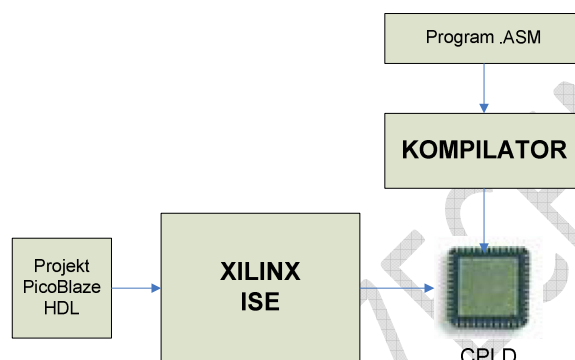 Program .ASM
KOMPILATOR
Projekt
PicoBlaze
HDL
XILINX
ISE
CPLD